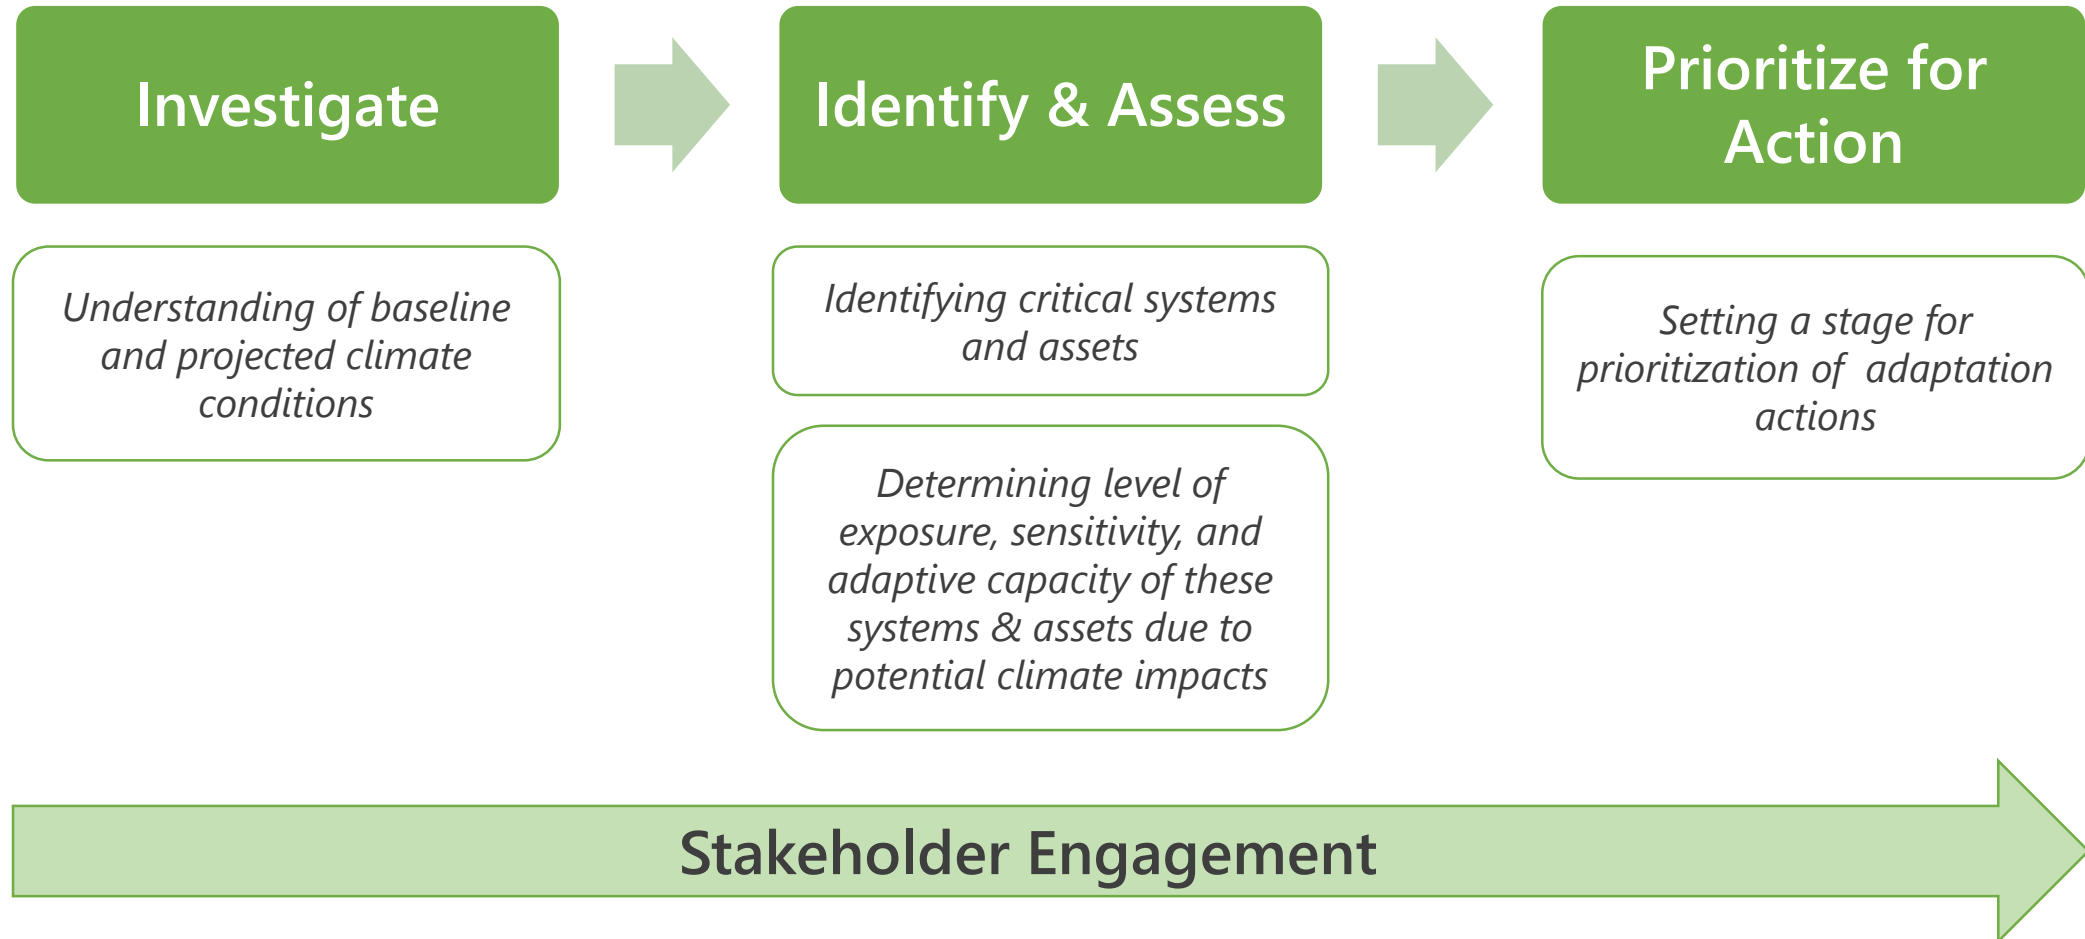 Investigate
Identify & Assess
Prioritize for
Action
Understanding of baseline
and projected climate
conditions
Identifying critical systems
and assets
Determining level of
exposure, sensitivity, and
adaptive capacity of these
systems & assets due to
potential climate impacts
Setting a stage for
prioritization of  adaptation
actions
Stakeholder Engagement